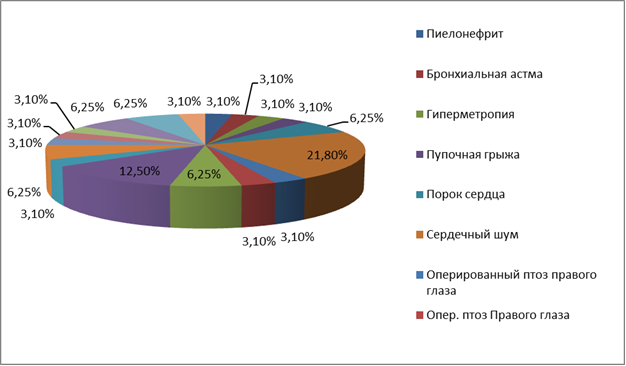 3,10%
6,25%
6,25%
3,10%
3,10%
3,10%
3,10%
3,10%
6,25%
3,10%
3,10%
21,80%
12,50%
6,25%
6,25%
3,10%
3,10%
3,10%
Пиелонефрит
Бронхиальная астма
Гиперметропия
Пупочная грыжа
Порок сердца
Сердечный шум
Оперированный птоз правого
глаза
Опер. птоз Правого глаза